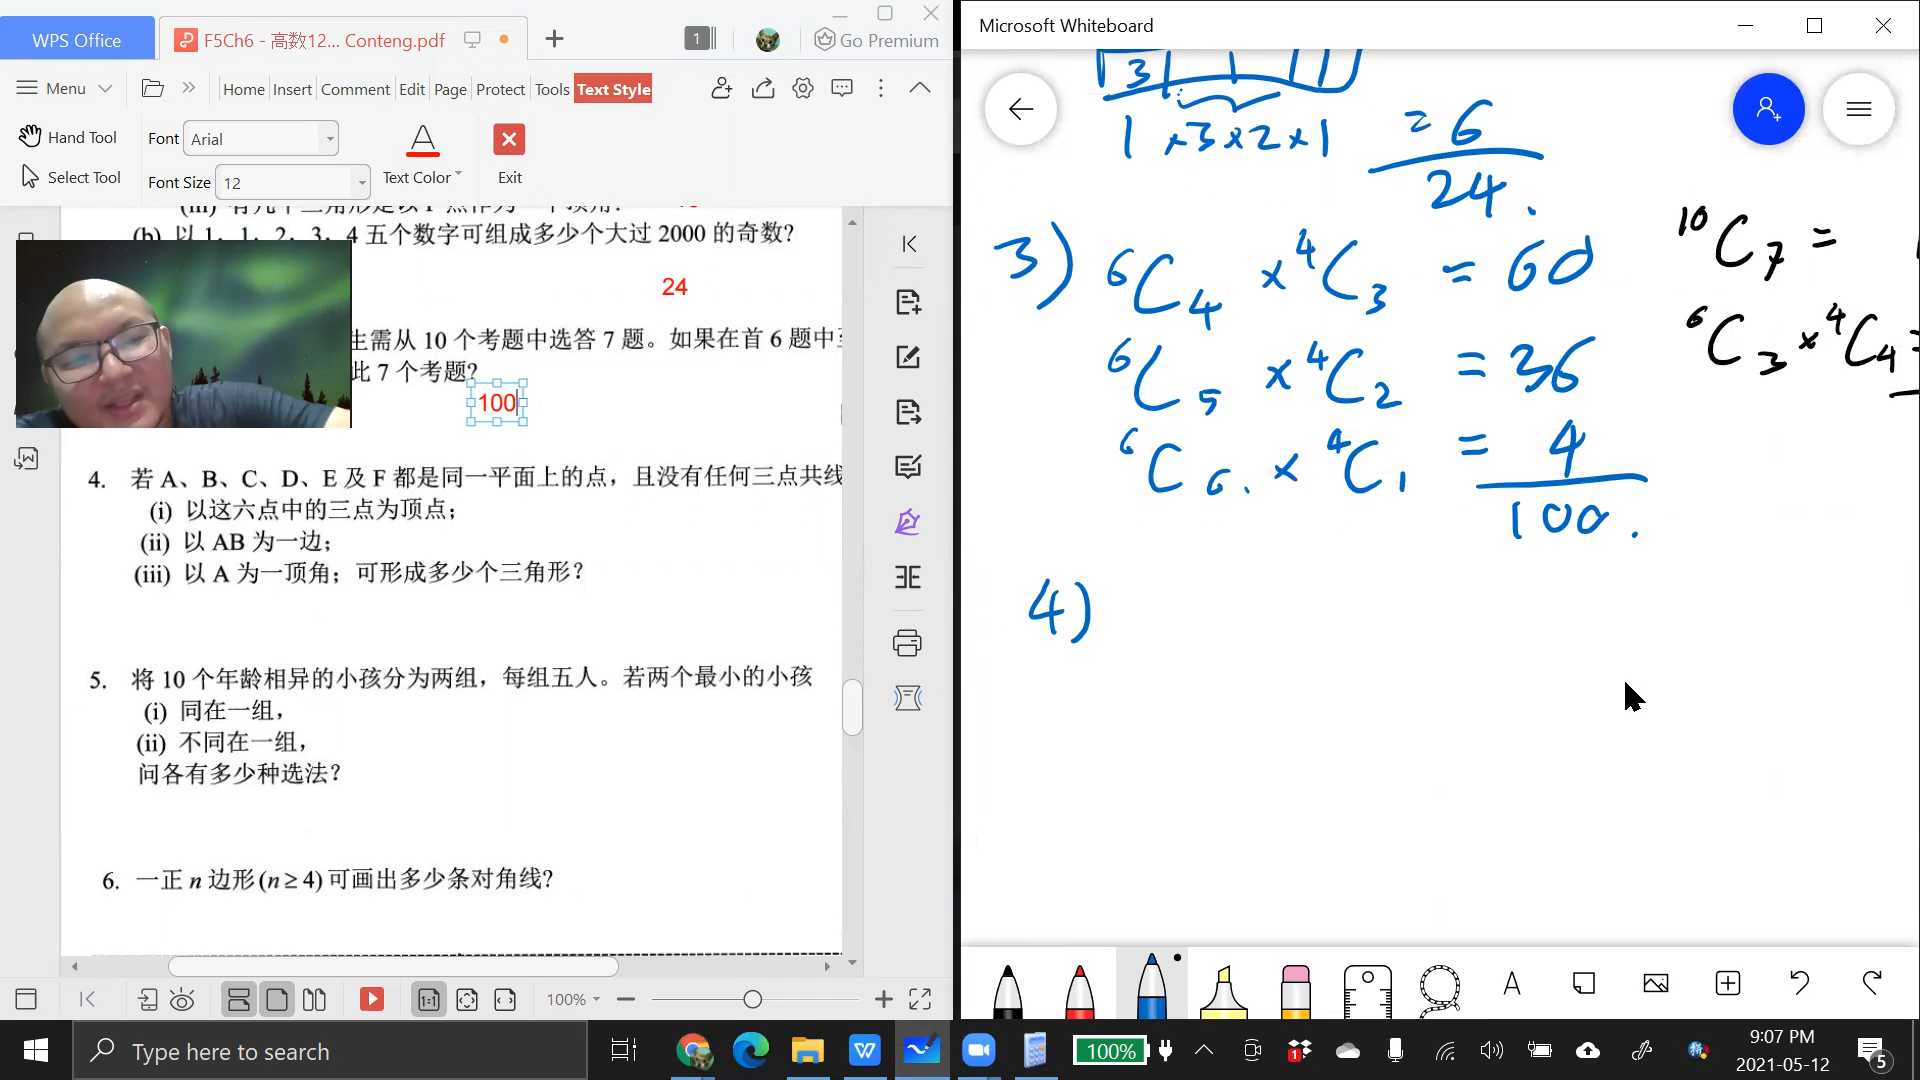 WPS Office
F5Ch6 - 高数12... Conteng.pdf
1
Go Premium
Menu
Home Insert Comment Edit Page Protect Tools Text Style
Hand Tool
Font Arial
Select Tool
Font Size 12
Text Color
Exit
(b) 以 1、1、2、3、4 五个数字可组成多少个大过 2000 的奇数?
24
生需从 10 个考题中选答 7 题。如果在首 6 题中
此 7 个考题?
100
4. 若 A、B、C、D、E 及 F 都是同一平面上的点，且没有任何三点共线
(i) 以这六点中的三点为顶点；
(ii) 以 AB 为一边；
(iii) 以 A 为一顶角；可形成多少个三角形?
5. 将 10 个年龄相异的小孩分为两组，每组五人。若两个最小的小孩
(i) 同在一组，
(ii) 不同在一组，
问各有多少种选法?
6. 一正 n 边形 (n ≥ 4) 可画出多少条对角线?
100%
Microsoft Whiteboard
3
1 ×3×2×1 = 6
24.
3) ⁶C₄ ×⁴C₃ = 60
⁶C₅ ×⁴C₂ = 36
⁶C₆. × ⁴C₁ = 4
100.
¹⁰C₇ =
⁶C₃ ×⁴C₄ =
4)
Type here to search
100%
1
9:07 PM
2021-05-12
5